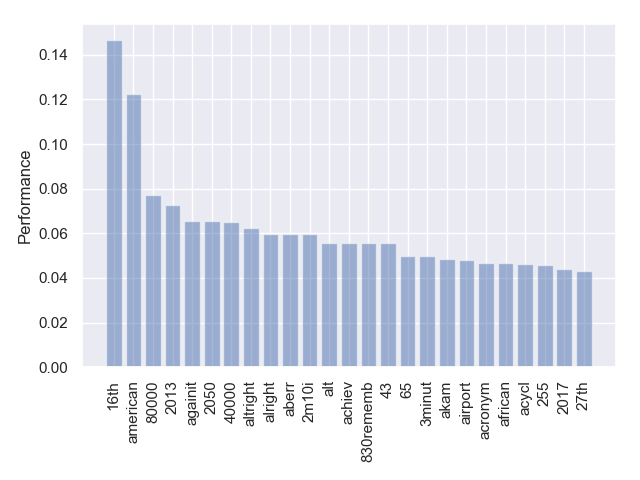 0.14
0.12
0.10
0.08
0.06
0.04
0.02
0.00
Performance
16th
american
80000
2013
againit
2050
40000
altright
alright
aberr
2m10i
alt
achiev
830rememb
43
65
3minut
akam
airport
acronym
african
acycl
255
2017
27th